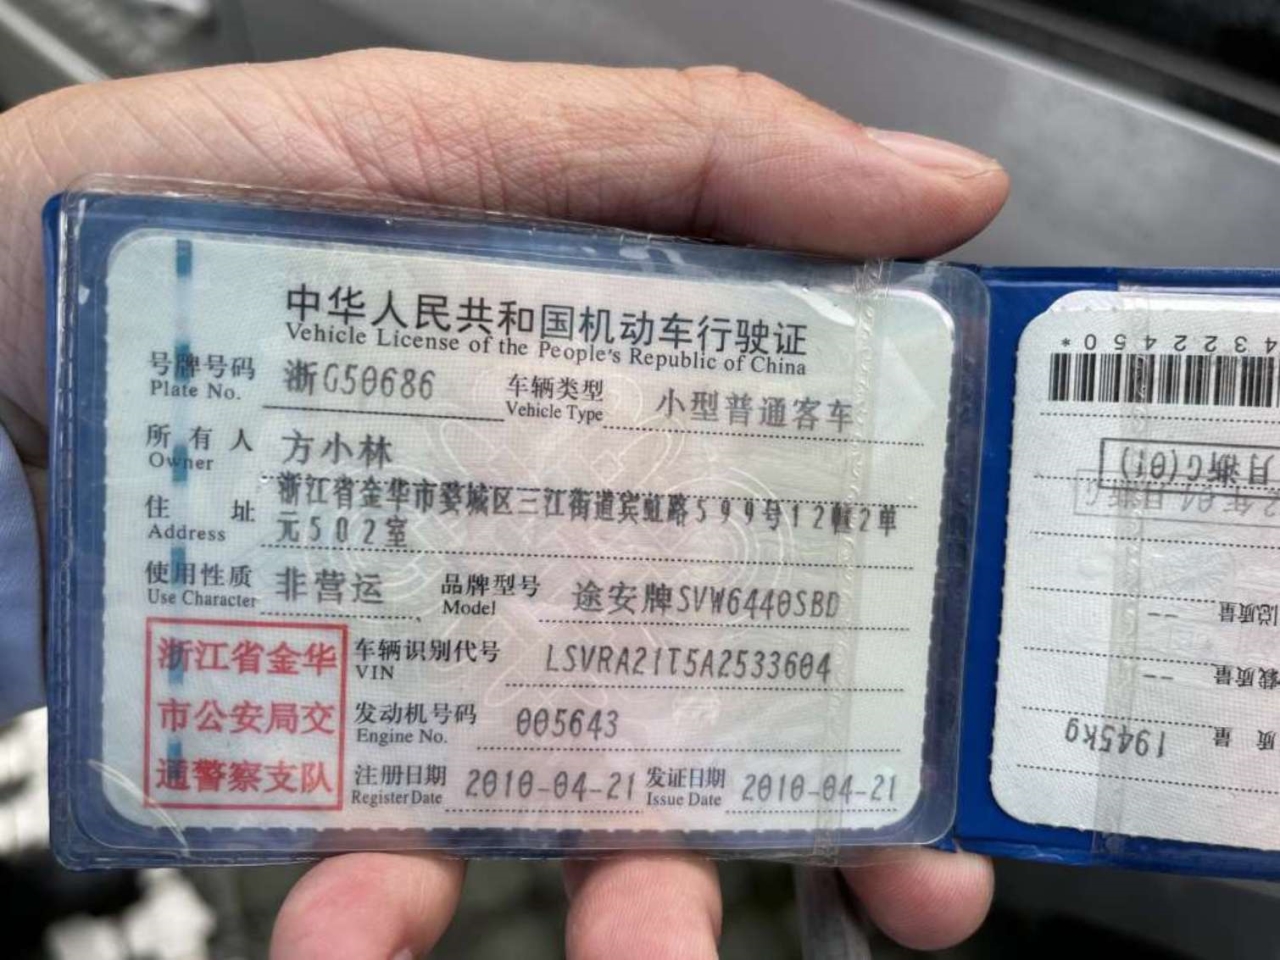 中华人民共和国机动车行驶证
Vehicle License of the People's Republic of China
号牌号码 浙G50686 车辆类型 小型普通客车
Plate No. Vehicle Type
所有人 方小林
Owner
住址 浙江省金华市婺城区三江街道宾虹路599号12幢2单
Address 元502室
使用性质 非营运 品牌型号 途安牌SVW6440SBD
Use Character Model
浙江省金华 车辆识别代号 LSVRA21T5A2533604
VIN
市公安局交 发动机号码 005643
Engine No.
通警察支队 注册日期 2010-04-21 发证日期 2010-04-21
Register Date Issue Date
1945kg